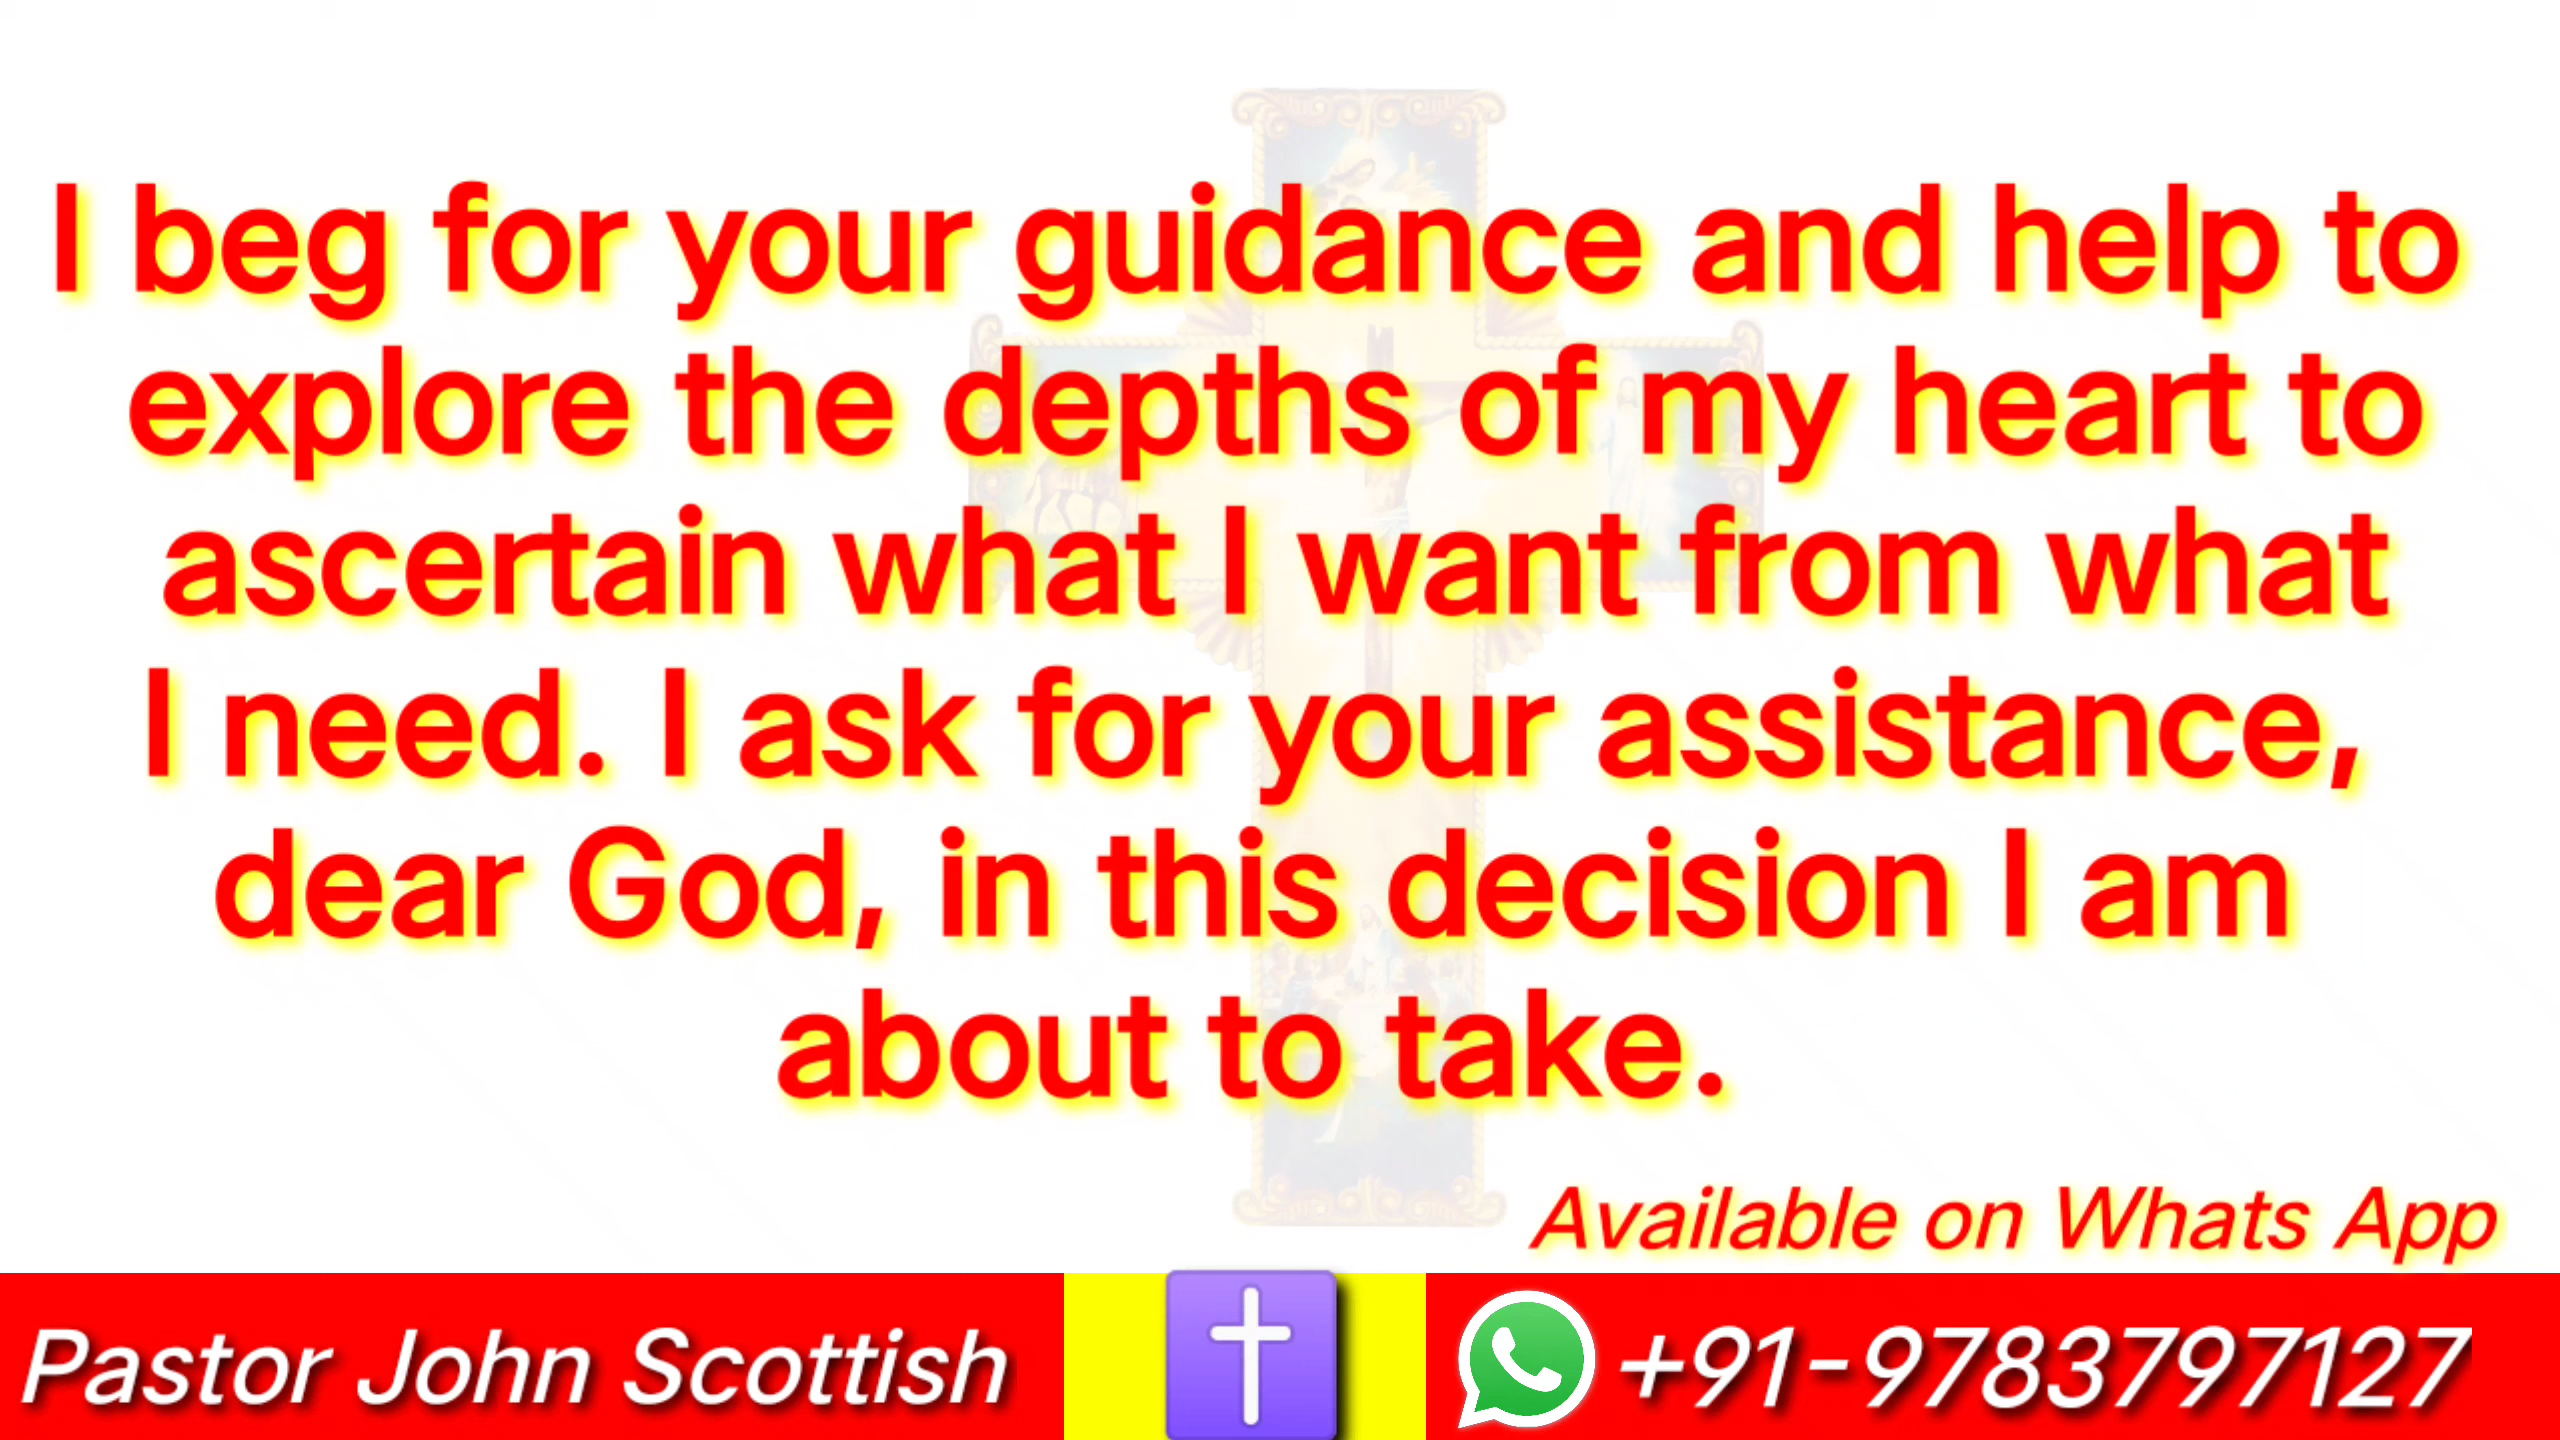 I beg for your guidance and help to
explore the depths of my heart to
ascertain what I want from what
I need. I ask for your assistance,
dear God, in this decision I am
about to take.
Available on Whats App
Pastor John Scottish
+91-9783797127